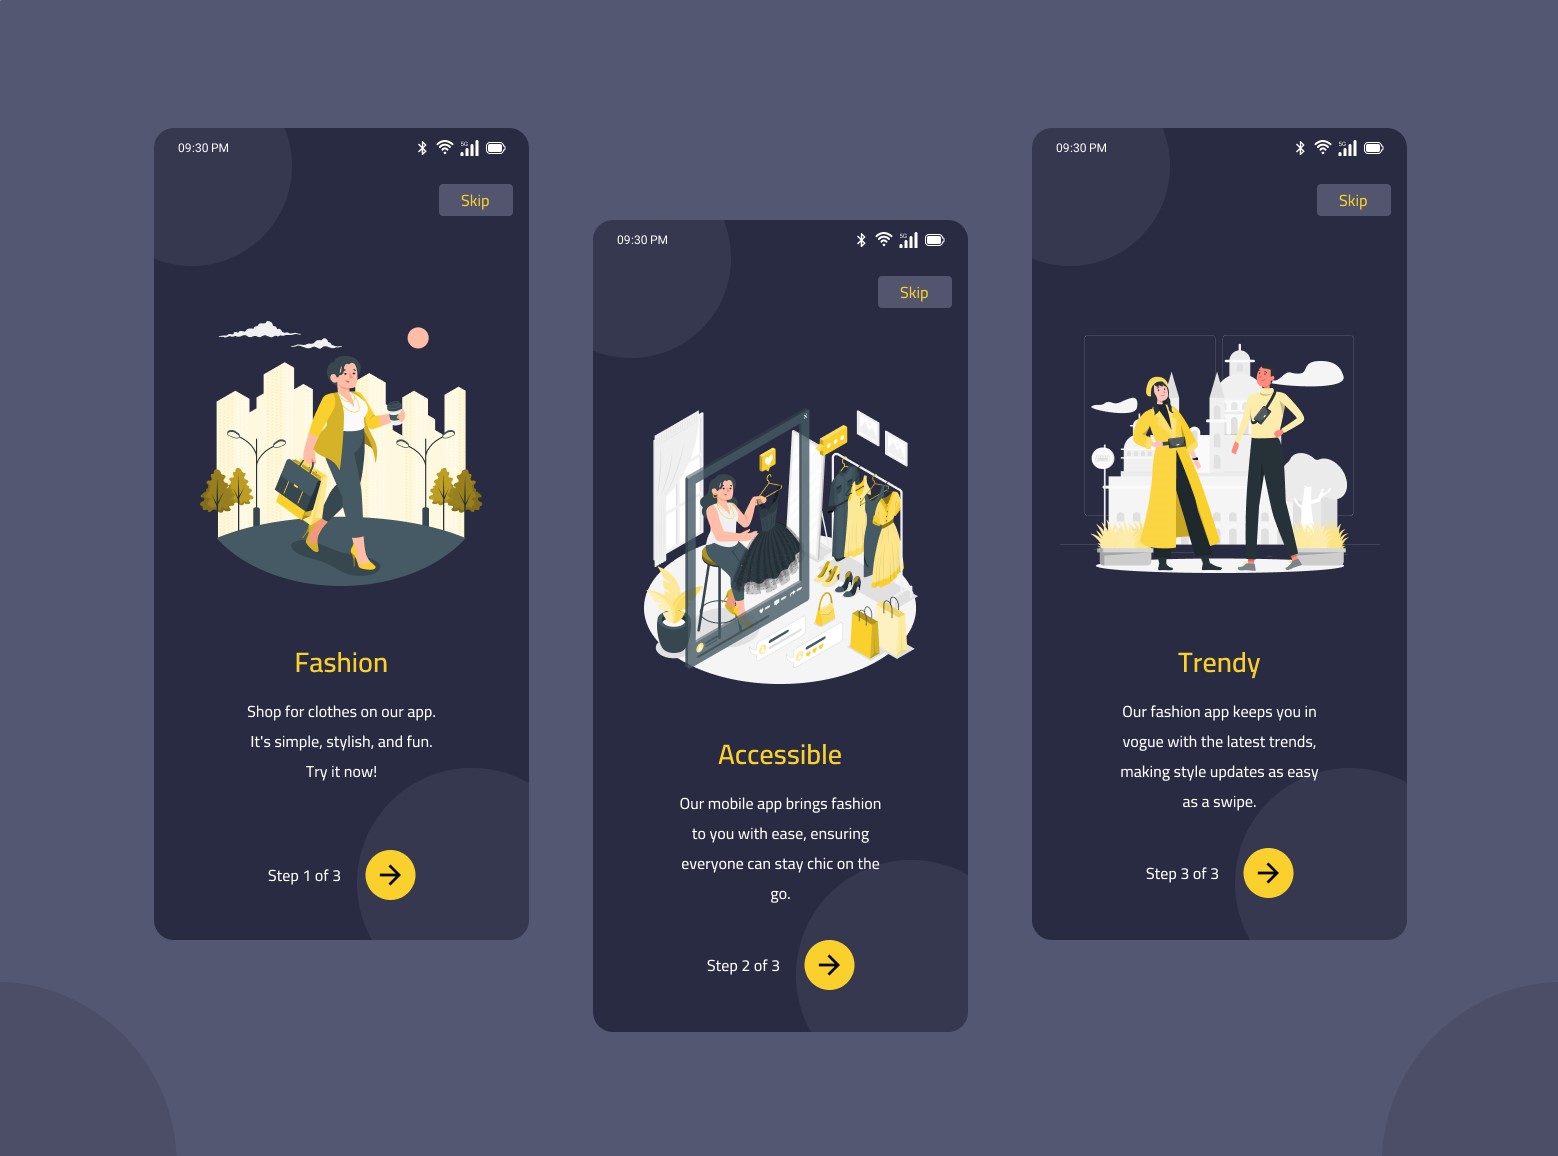 09:30 PM
5G
Skip
Fashion
Shop for clothes on our app.
It's simple, stylish, and fun.
Try it now!
Step 1 of 3
09:30 PM
5G
Skip
Accessible
Our mobile app brings fashion
to you with ease, ensuring
everyone can stay chic on the
go.
Step 2 of 3
09:30 PM
5G
Skip
Trendy
Our fashion app keeps you in
vogue with the latest trends,
making style updates as easy
as a swipe.
Step 3 of 3